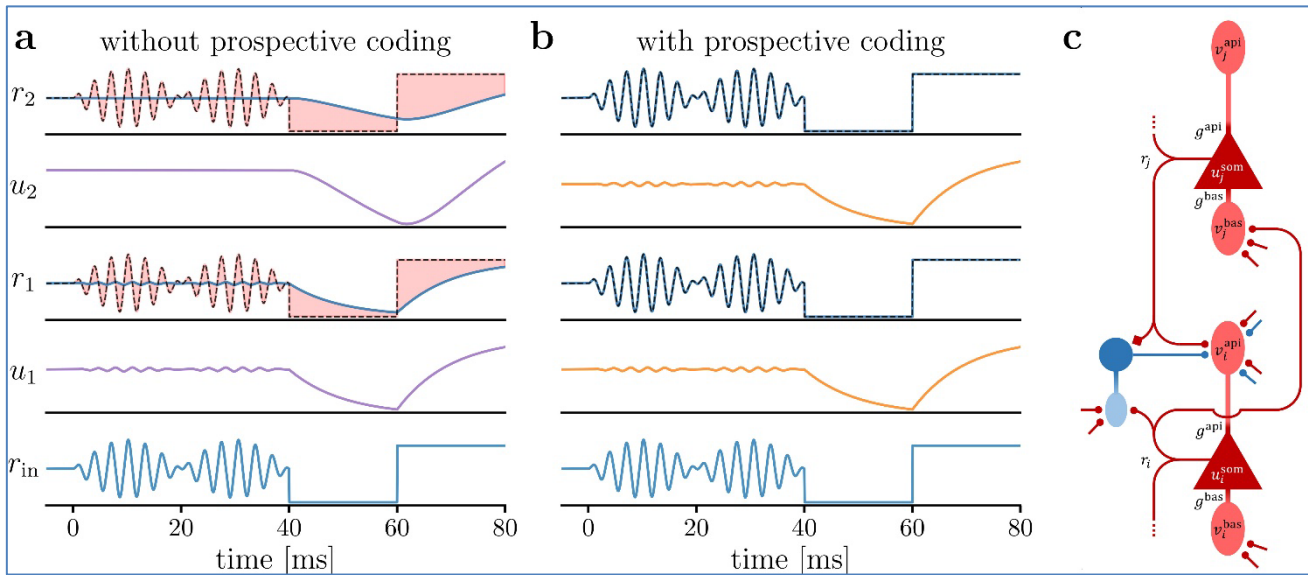 a
without prospective coding
r₂
u₂
r₁
u₁
r_in
0
20
40
60
80
time [ms]
b
with prospective coding
0
20
40
60
80
time [ms]
c
v_j^api
g^api
r_j
u_j^som
g^bas
v_j^bas
v_i^api
g^api
r_i
u_i^som
g^bas
v_i^bas